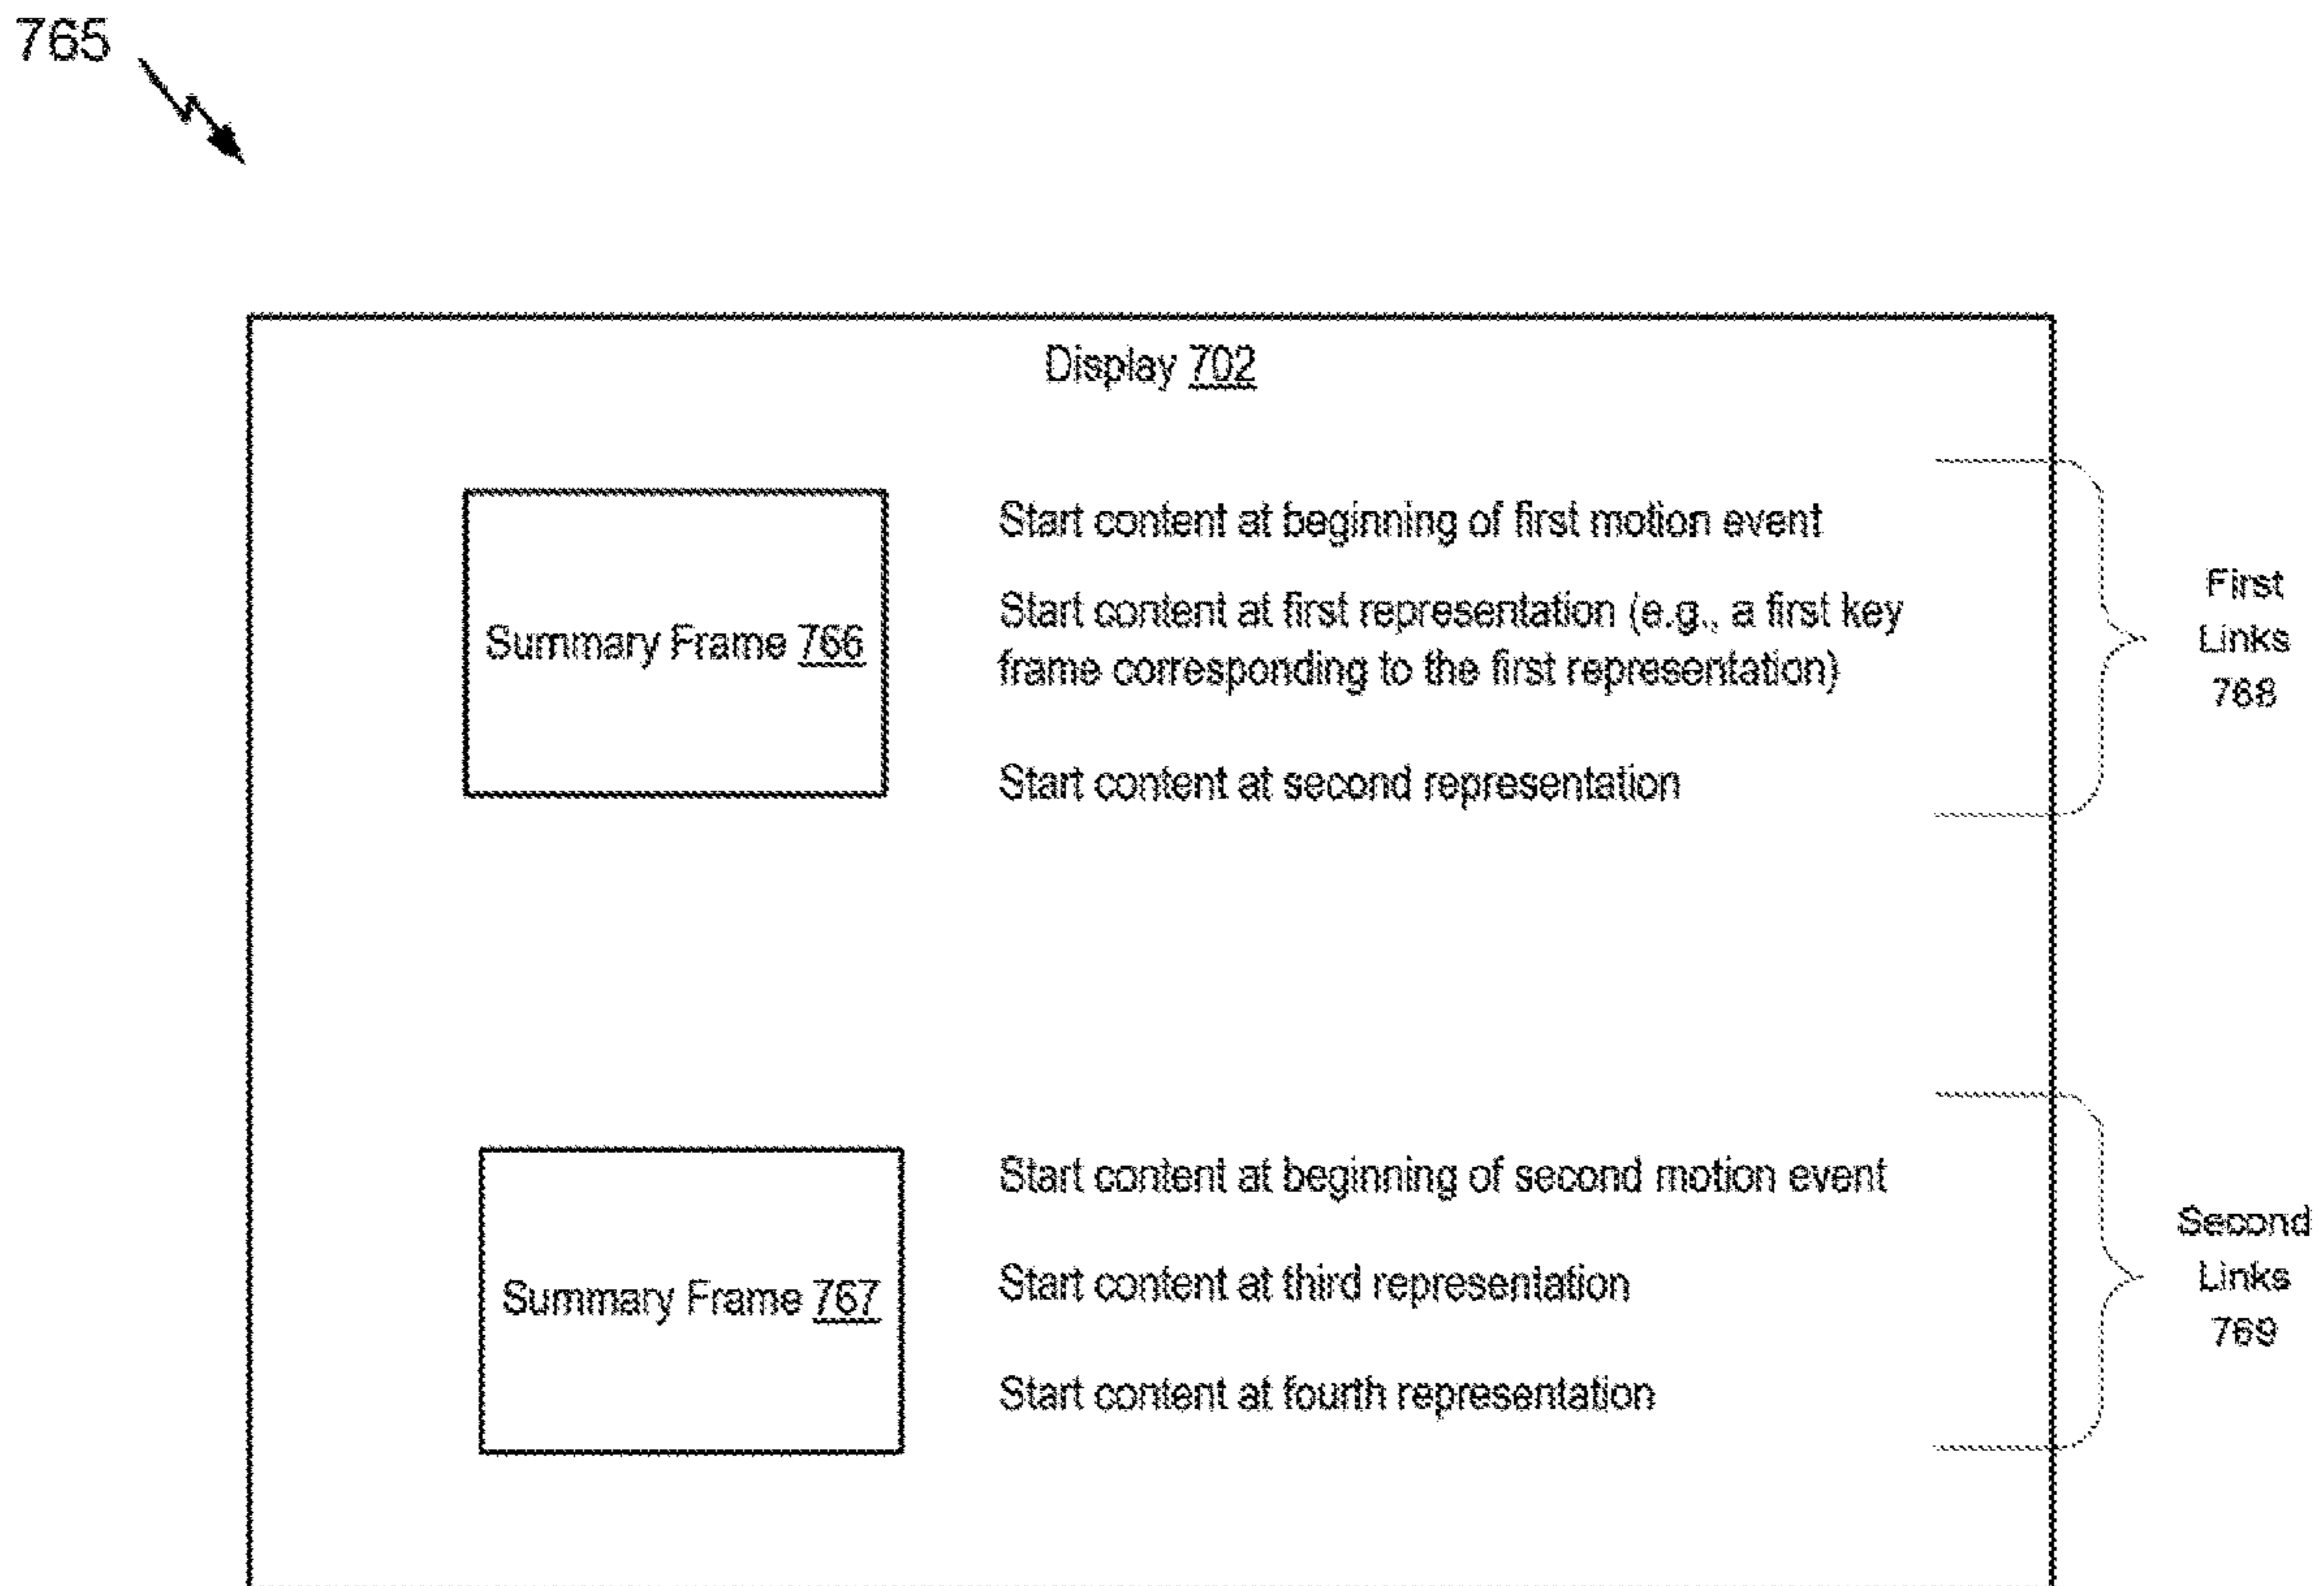 765
Display 702
Summary Frame 766
Start content at beginning of first motion event
Start content at first representation (e.g., a first key
frame corresponding to the first representation)
Start content at second representation
First
Links
768
Summary Frame 767
Start content at beginning of second motion event
Start content at third representation
Start content at fourth representation
Second
Links
769